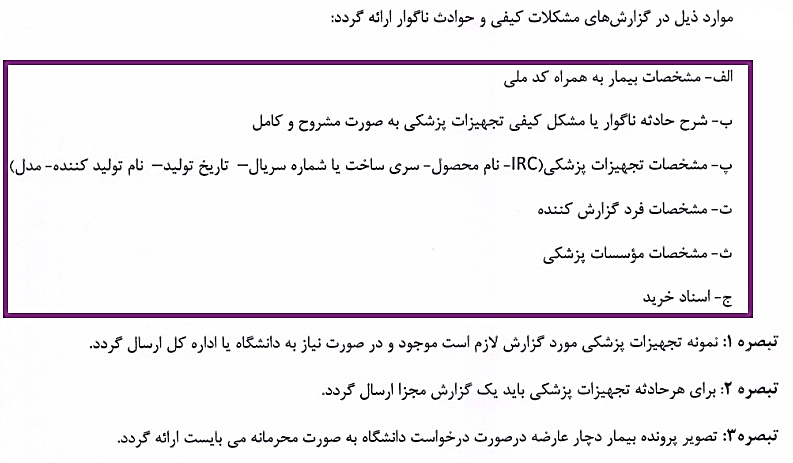 موارد ذیل در گزارش‌های مشکلات کیفی و حوادث ناگوار ارائه گردد:
الف- مشخصات بیمار به همراه کد ملی
ب- شرح حادثه ناگوار یا مشکل کیفی تجهیزات پزشکی به صورت مشروح و کامل
پ- مشخصات تجهیزات پزشکی(IRC- نام محصول- سری ساخت یا شماره سریال– تاریخ تولید– نام تولید کننده- مدل)
ت- مشخصات فرد گزارش کننده
ث- مشخصات مؤسسات پزشکی
ج- اسناد خرید
تبصره ۱: نمونه تجهیزات پزشکی مورد گزارش لازم است موجود و در صورت نیاز به دانشگاه یا اداره کل ارسال گردد.
تبصره ۲: برای هرحادثه تجهیزات پزشکی باید یک گزارش مجزا ارسال گردد.
تبصره۳: تصویر پرونده بیمار دچار عارضه درصورت درخواست دانشگاه به صورت محرمانه می بایست ارائه گردد.